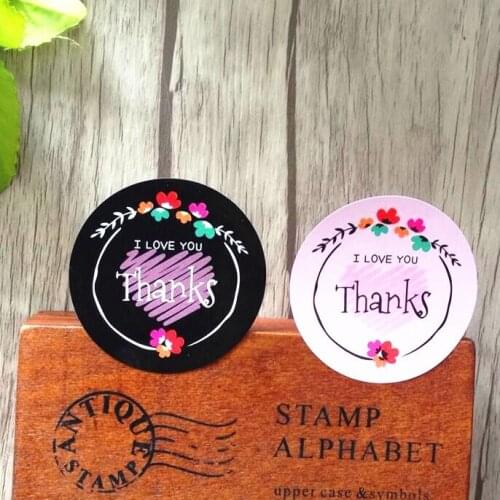 I LOVE YOU
Thanks
I LOVE YOU
Thanks
ANTIQUE
STAMP
STAMP
ALPHABET
upper case & symbols